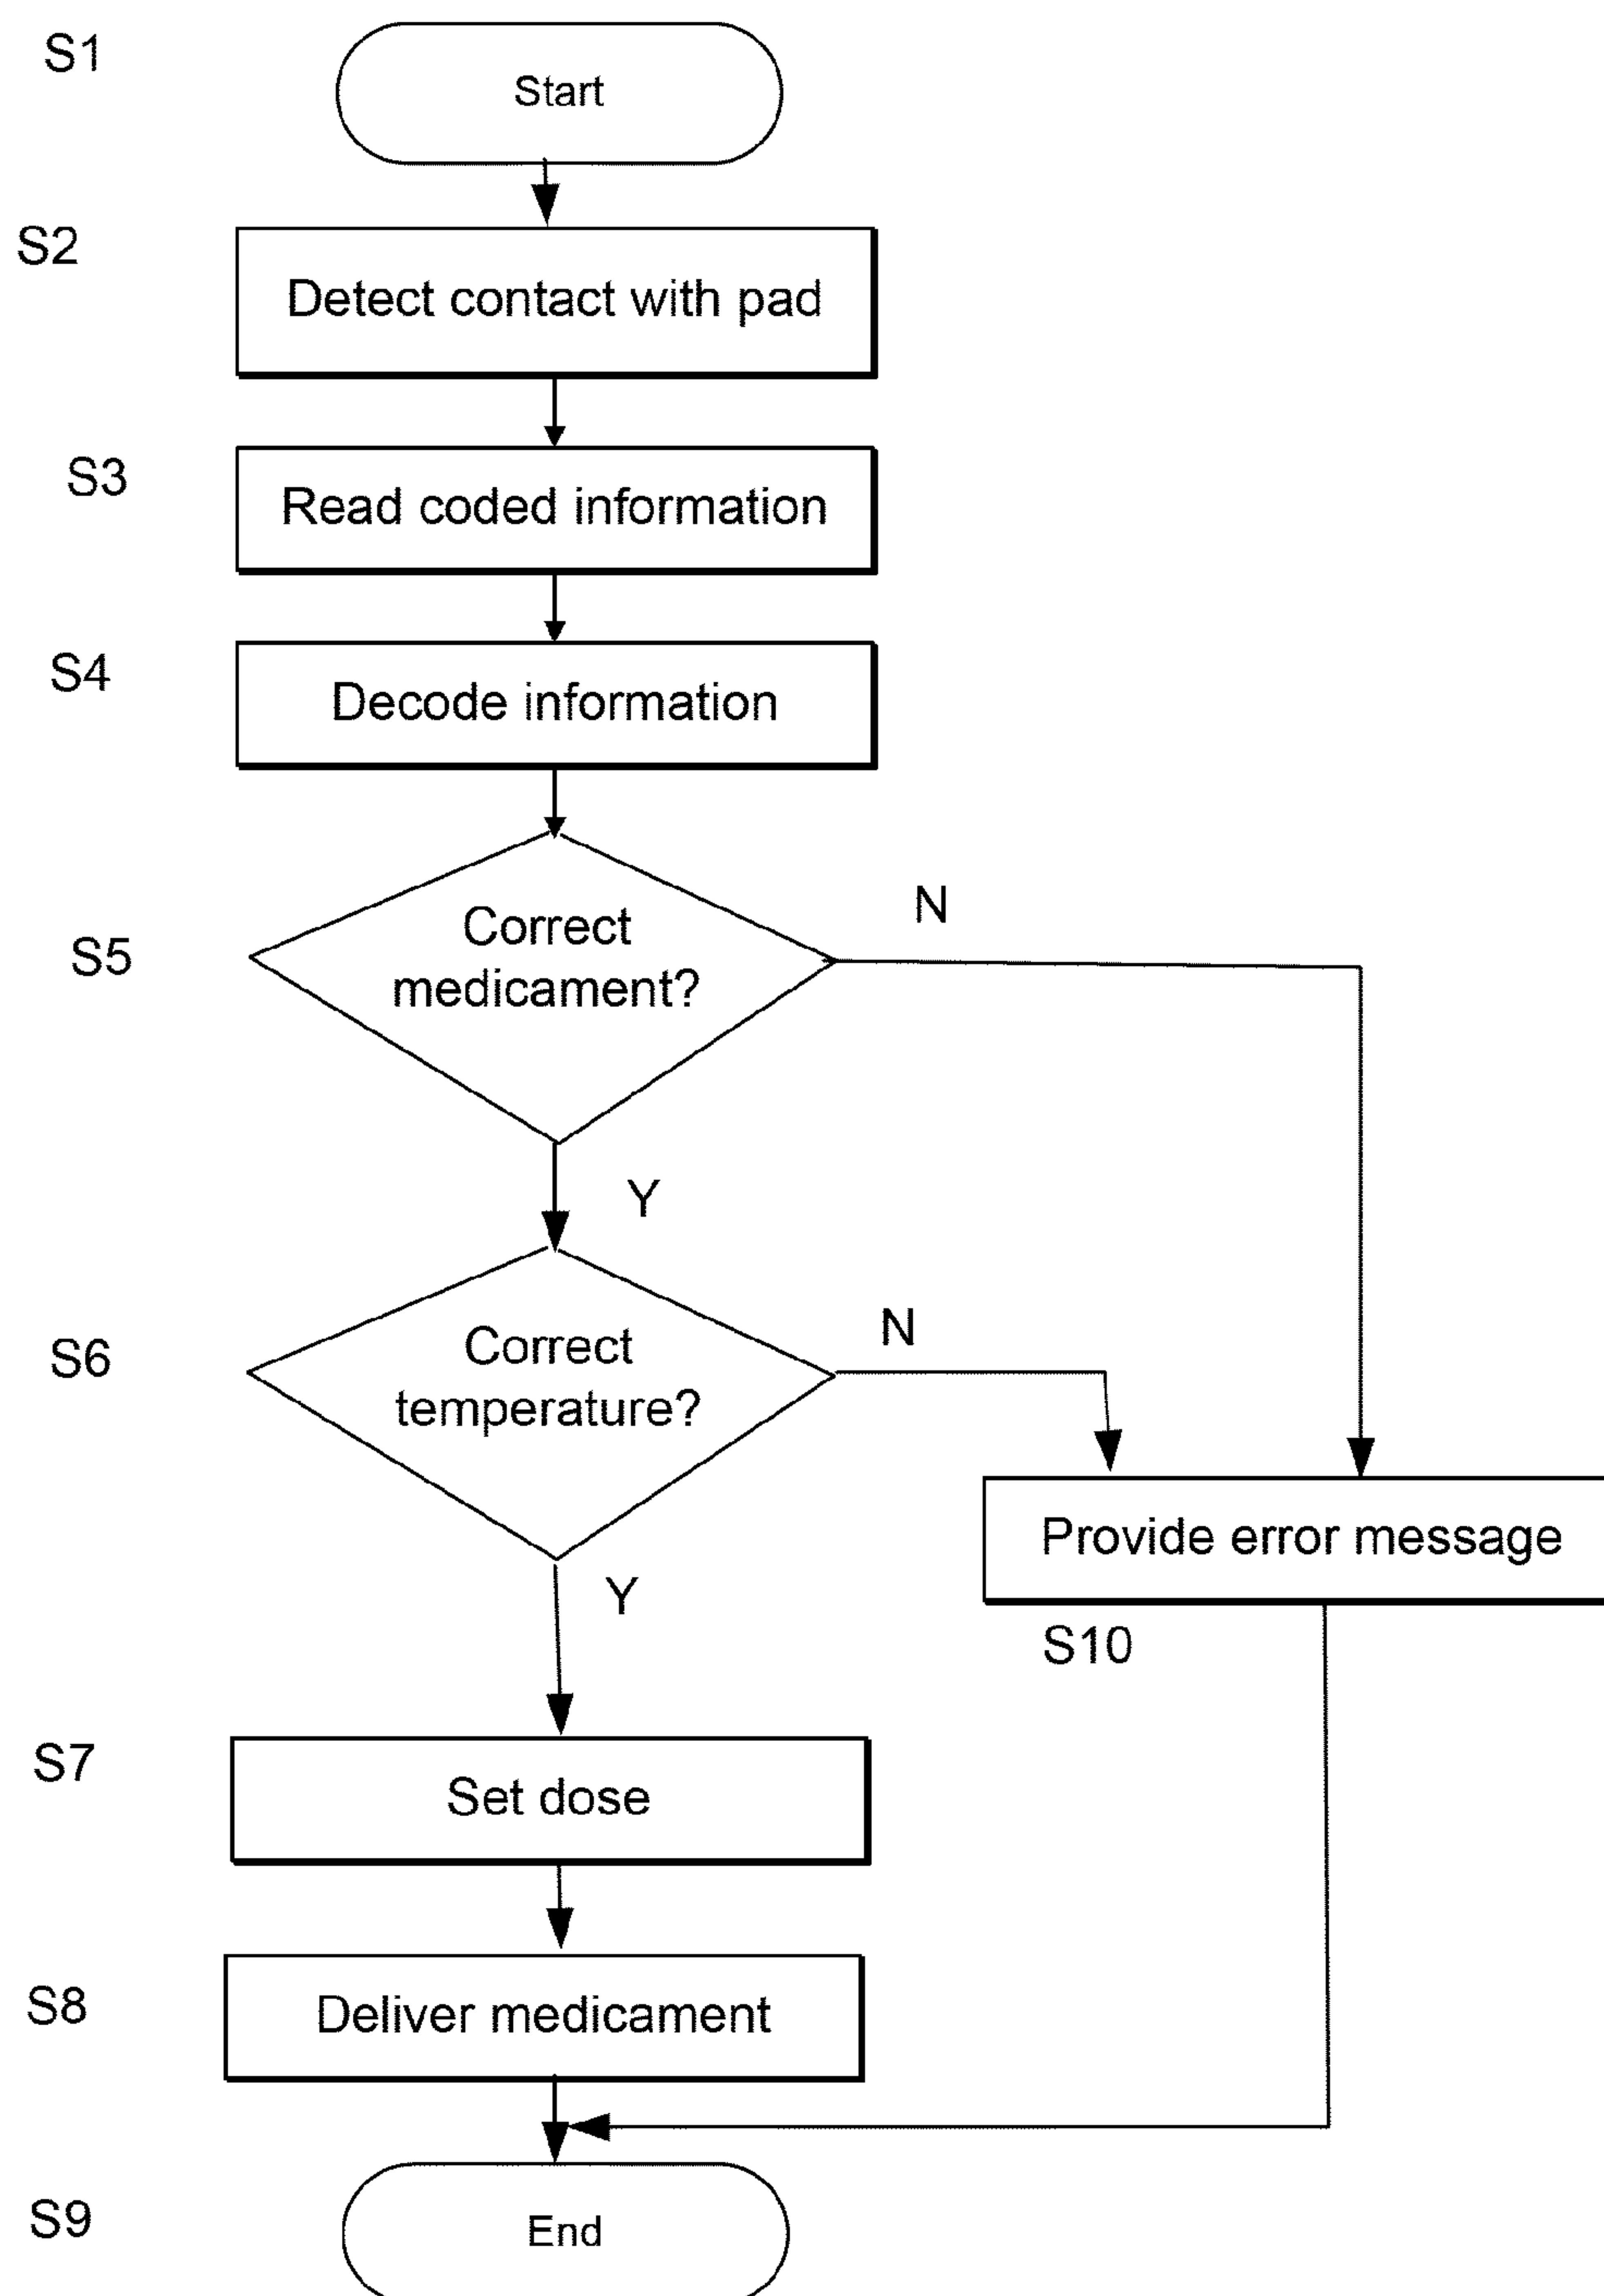 S1
Start
S2
Detect contact with pad
S3
Read coded information
S4
Decode information
S5
Correct
medicament?
N
Y
S6
Correct
temperature?
N
Y
Provide error message
S10
S7
Set dose
S8
Deliver medicament
S9
End